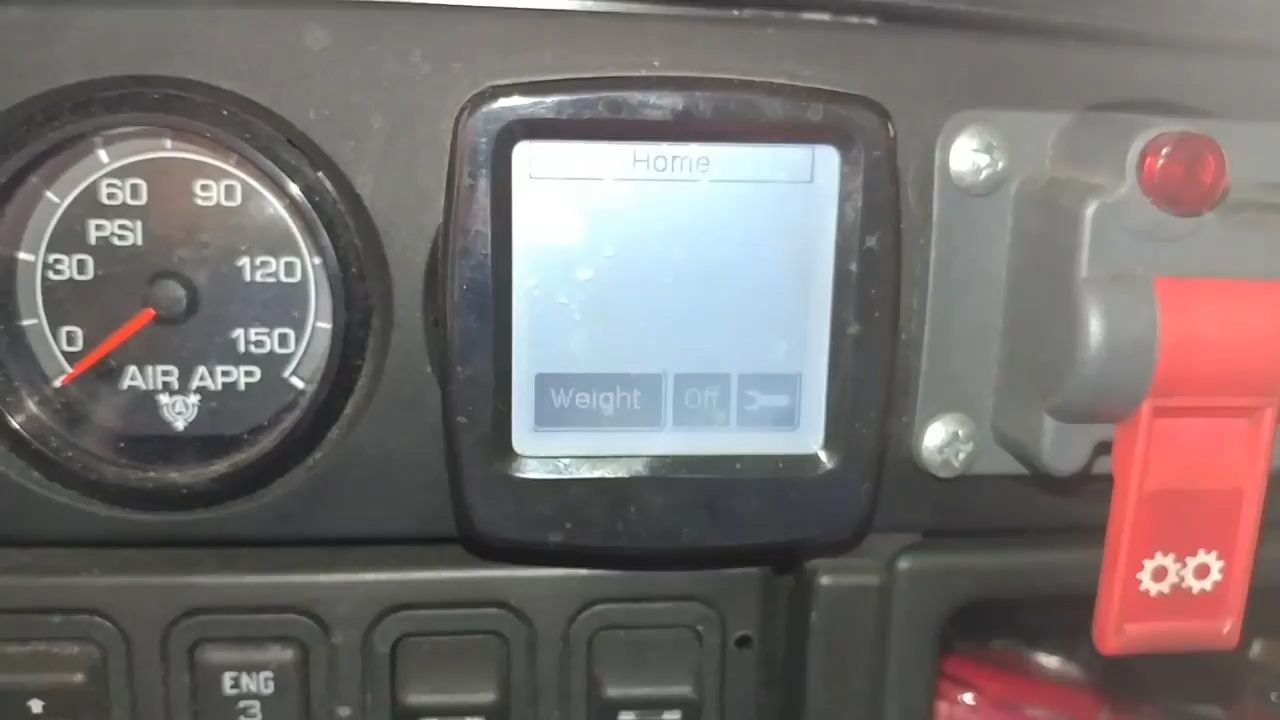 60 90
PSI
30 120
0 150
AIR APP
Home
Weight Off
ENG
3